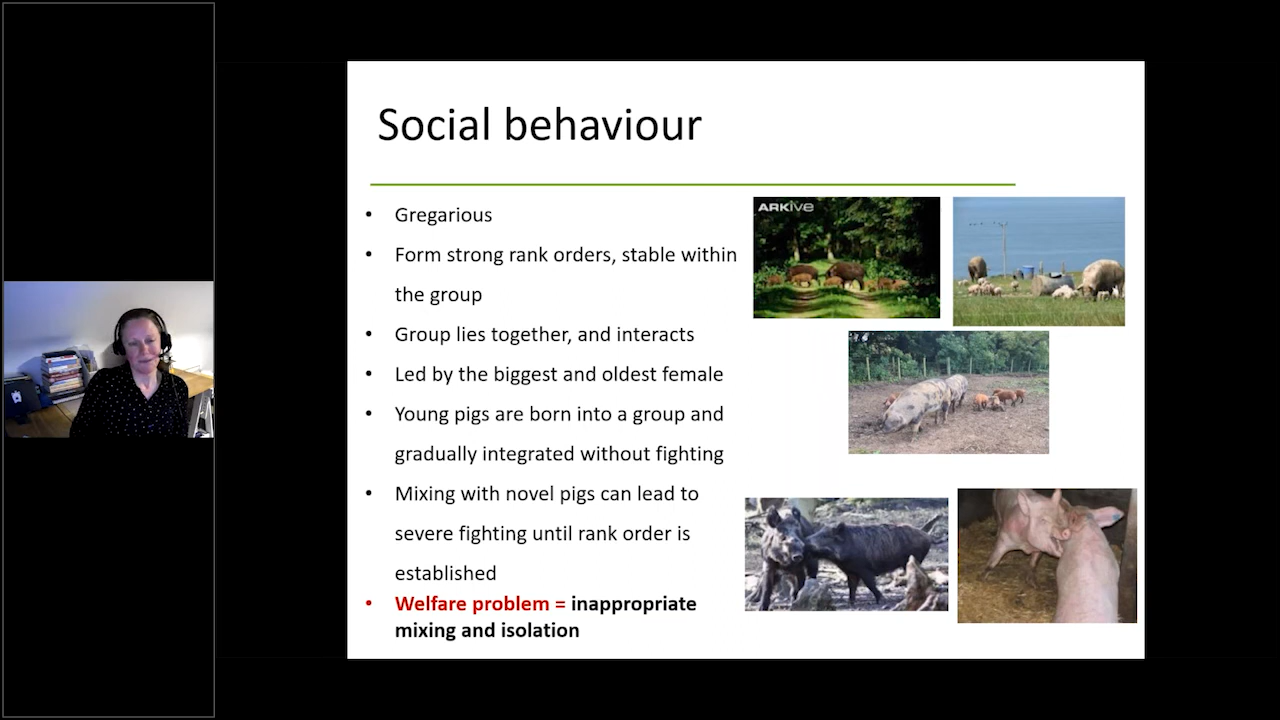 Social behaviour
• Gregarious
• Form strong rank orders, stable within
the group
• Group lies together, and interacts
• Led by the biggest and oldest female
• Young pigs are born into a group and
gradually integrated without fighting
• Mixing with novel pigs can lead to
severe fighting until rank order is
established
• Welfare problem = inappropriate
mixing and isolation
ARKive